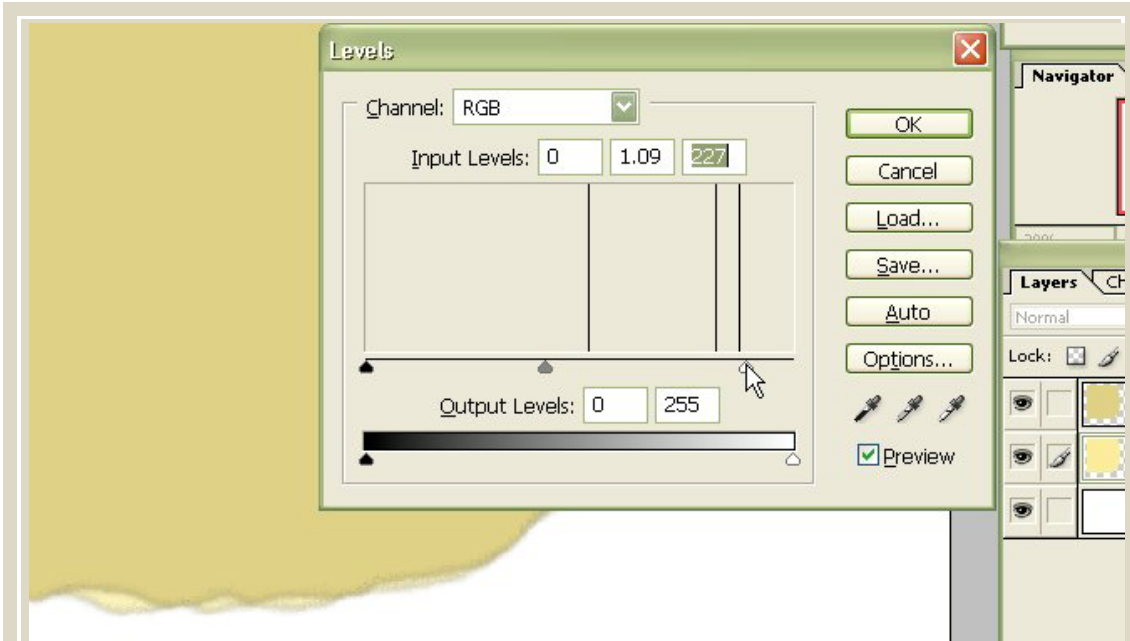 Levels
Channel: RGB
Input Levels: 0 1.09 227
Output Levels: 0 255
OK
Cancel
Load...
Save...
Auto
Options...
Preview
Navigator
Layers
Normal
Lock: